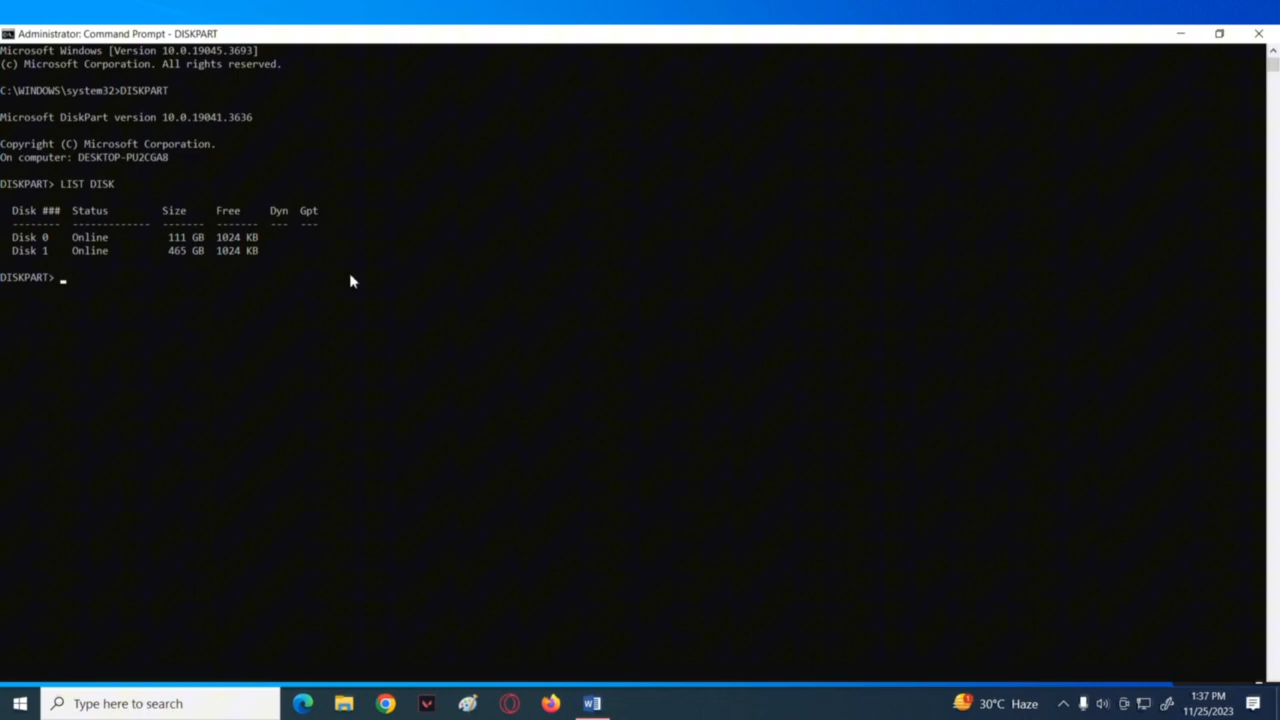 Administrator: Command Prompt - DISKPART
Microsoft Windows [Version 10.0.19045.3693]
(c) Microsoft Corporation. All rights reserved.
C:\WINDOWS\system32>DISKPART
Microsoft DiskPart version 10.0.19041.3636
Copyright (C) Microsoft Corporation.
On computer: DESKTOP-PU2CGA8
DISKPART> LIST DISK
Disk ### Status Size Free Dyn Gpt
-------- ------------- ------- ------- --- ---
Disk 0 Online 111 GB 1024 KB
Disk 1 Online 465 GB 1024 KB
DISKPART>
Type here to search
30°C Haze
1:37 PM
11/25/2023